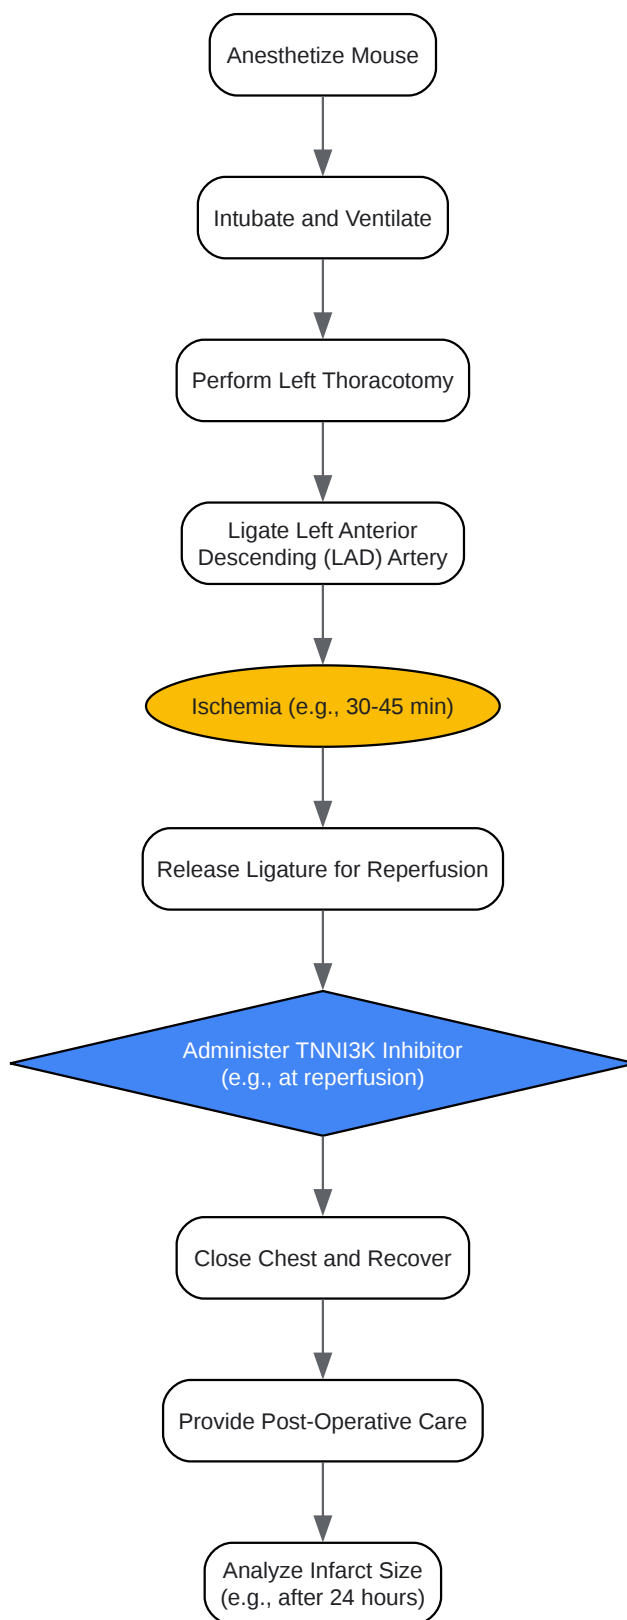 Anesthetize Mouse
Intubate and Ventilate
Perform Left Thoracotomy
Ligate Left Anterior
Descending (LAD) Artery
Ischemia (e.g., 30-45 min)
Release Ligature for Reperfusion
Administer TNNI3K Inhibitor
(e.g., at reperfusion)
Close Chest and Recover
Provide Post-Operative Care
Analyze Infarct Size
(e.g., after 24 hours)